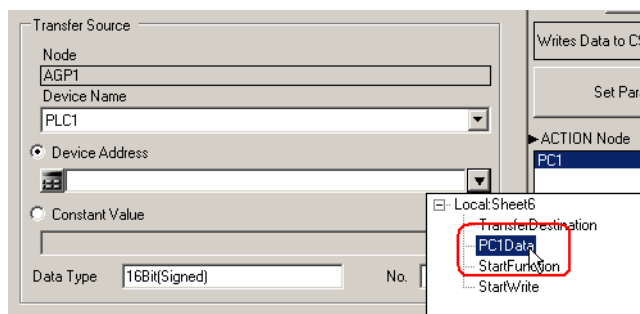 Transfer Source
Node
AGP1
Device Name
PLC1
Device Address
Constant Value
Data Type 16Bit(Signed) No.
Writes Data to CS
Set Par
ACTION Node
PC1
Local:Sheet6
TransferDestination
PC1Data
StartFunction
StartWrite